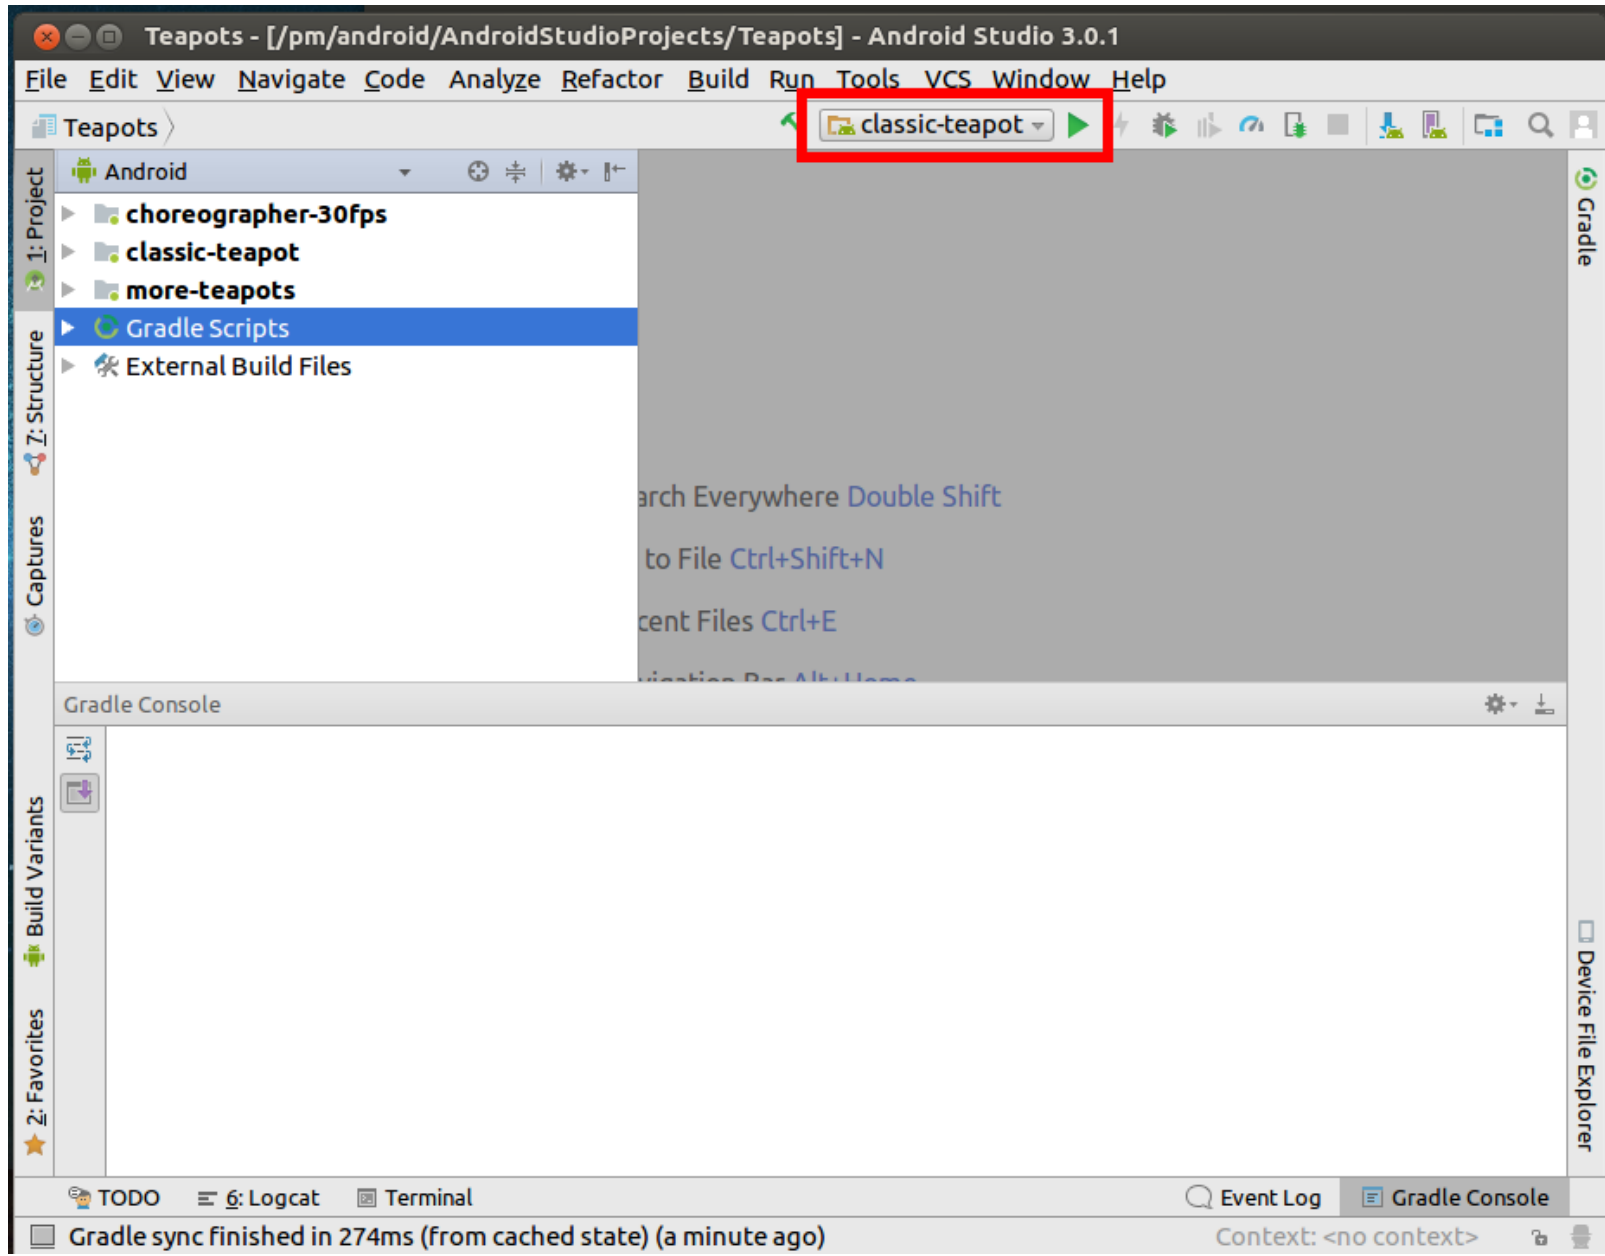 Teapots - [/pm/android/AndroidStudioProjects/Teapots] - Android Studio 3.0.1
File Edit View Navigate Code Analyze Refactor Build Run Tools VCS Window Help
Teapots
classic-teapot
1: Project
Android
Gradle
choreographer-30fps
classic-teapot
more-teapots
Gradle Scripts
External Build Files
7: Structure
Captures
arch Everywhere Double Shift
to File Ctrl+Shift+N
cent Files Ctrl+E
vigation Bar Alt+Home
Gradle Console
Build Variants
2: Favorites
Device File Explorer
TODO 6: Logcat Terminal Event Log Gradle Console
Gradle sync finished in 274ms (from cached state) (a minute ago) Context: <no context>